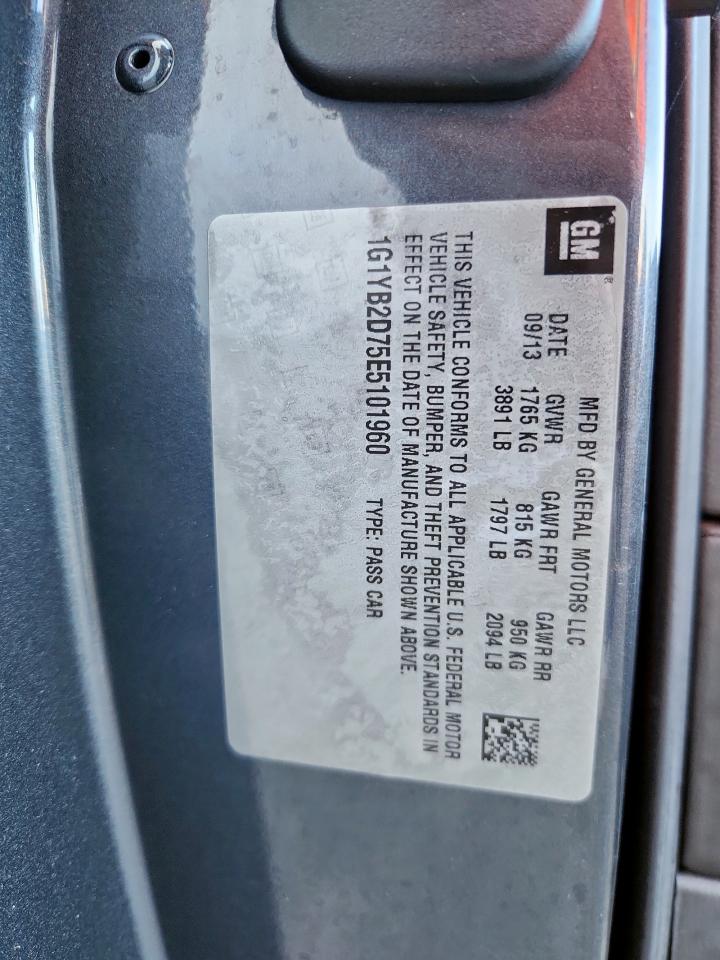 GM
MFD BY GENERAL MOTORS LLC
DATE GVWR GAWR FRT GAWR RR
09/13 1765 KG 815 KG 950 KG
3891 LB 1797 LB 2094 LB
THIS VEHICLE CONFORMS TO ALL APPLICABLE U.S. FEDERAL MOTOR
VEHICLE SAFETY, BUMPER, AND THEFT PREVENTION STANDARDS IN
EFFECT ON THE DATE OF MANUFACTURE SHOWN ABOVE.
1G1YB2D75E5101960 TYPE: PASS CAR